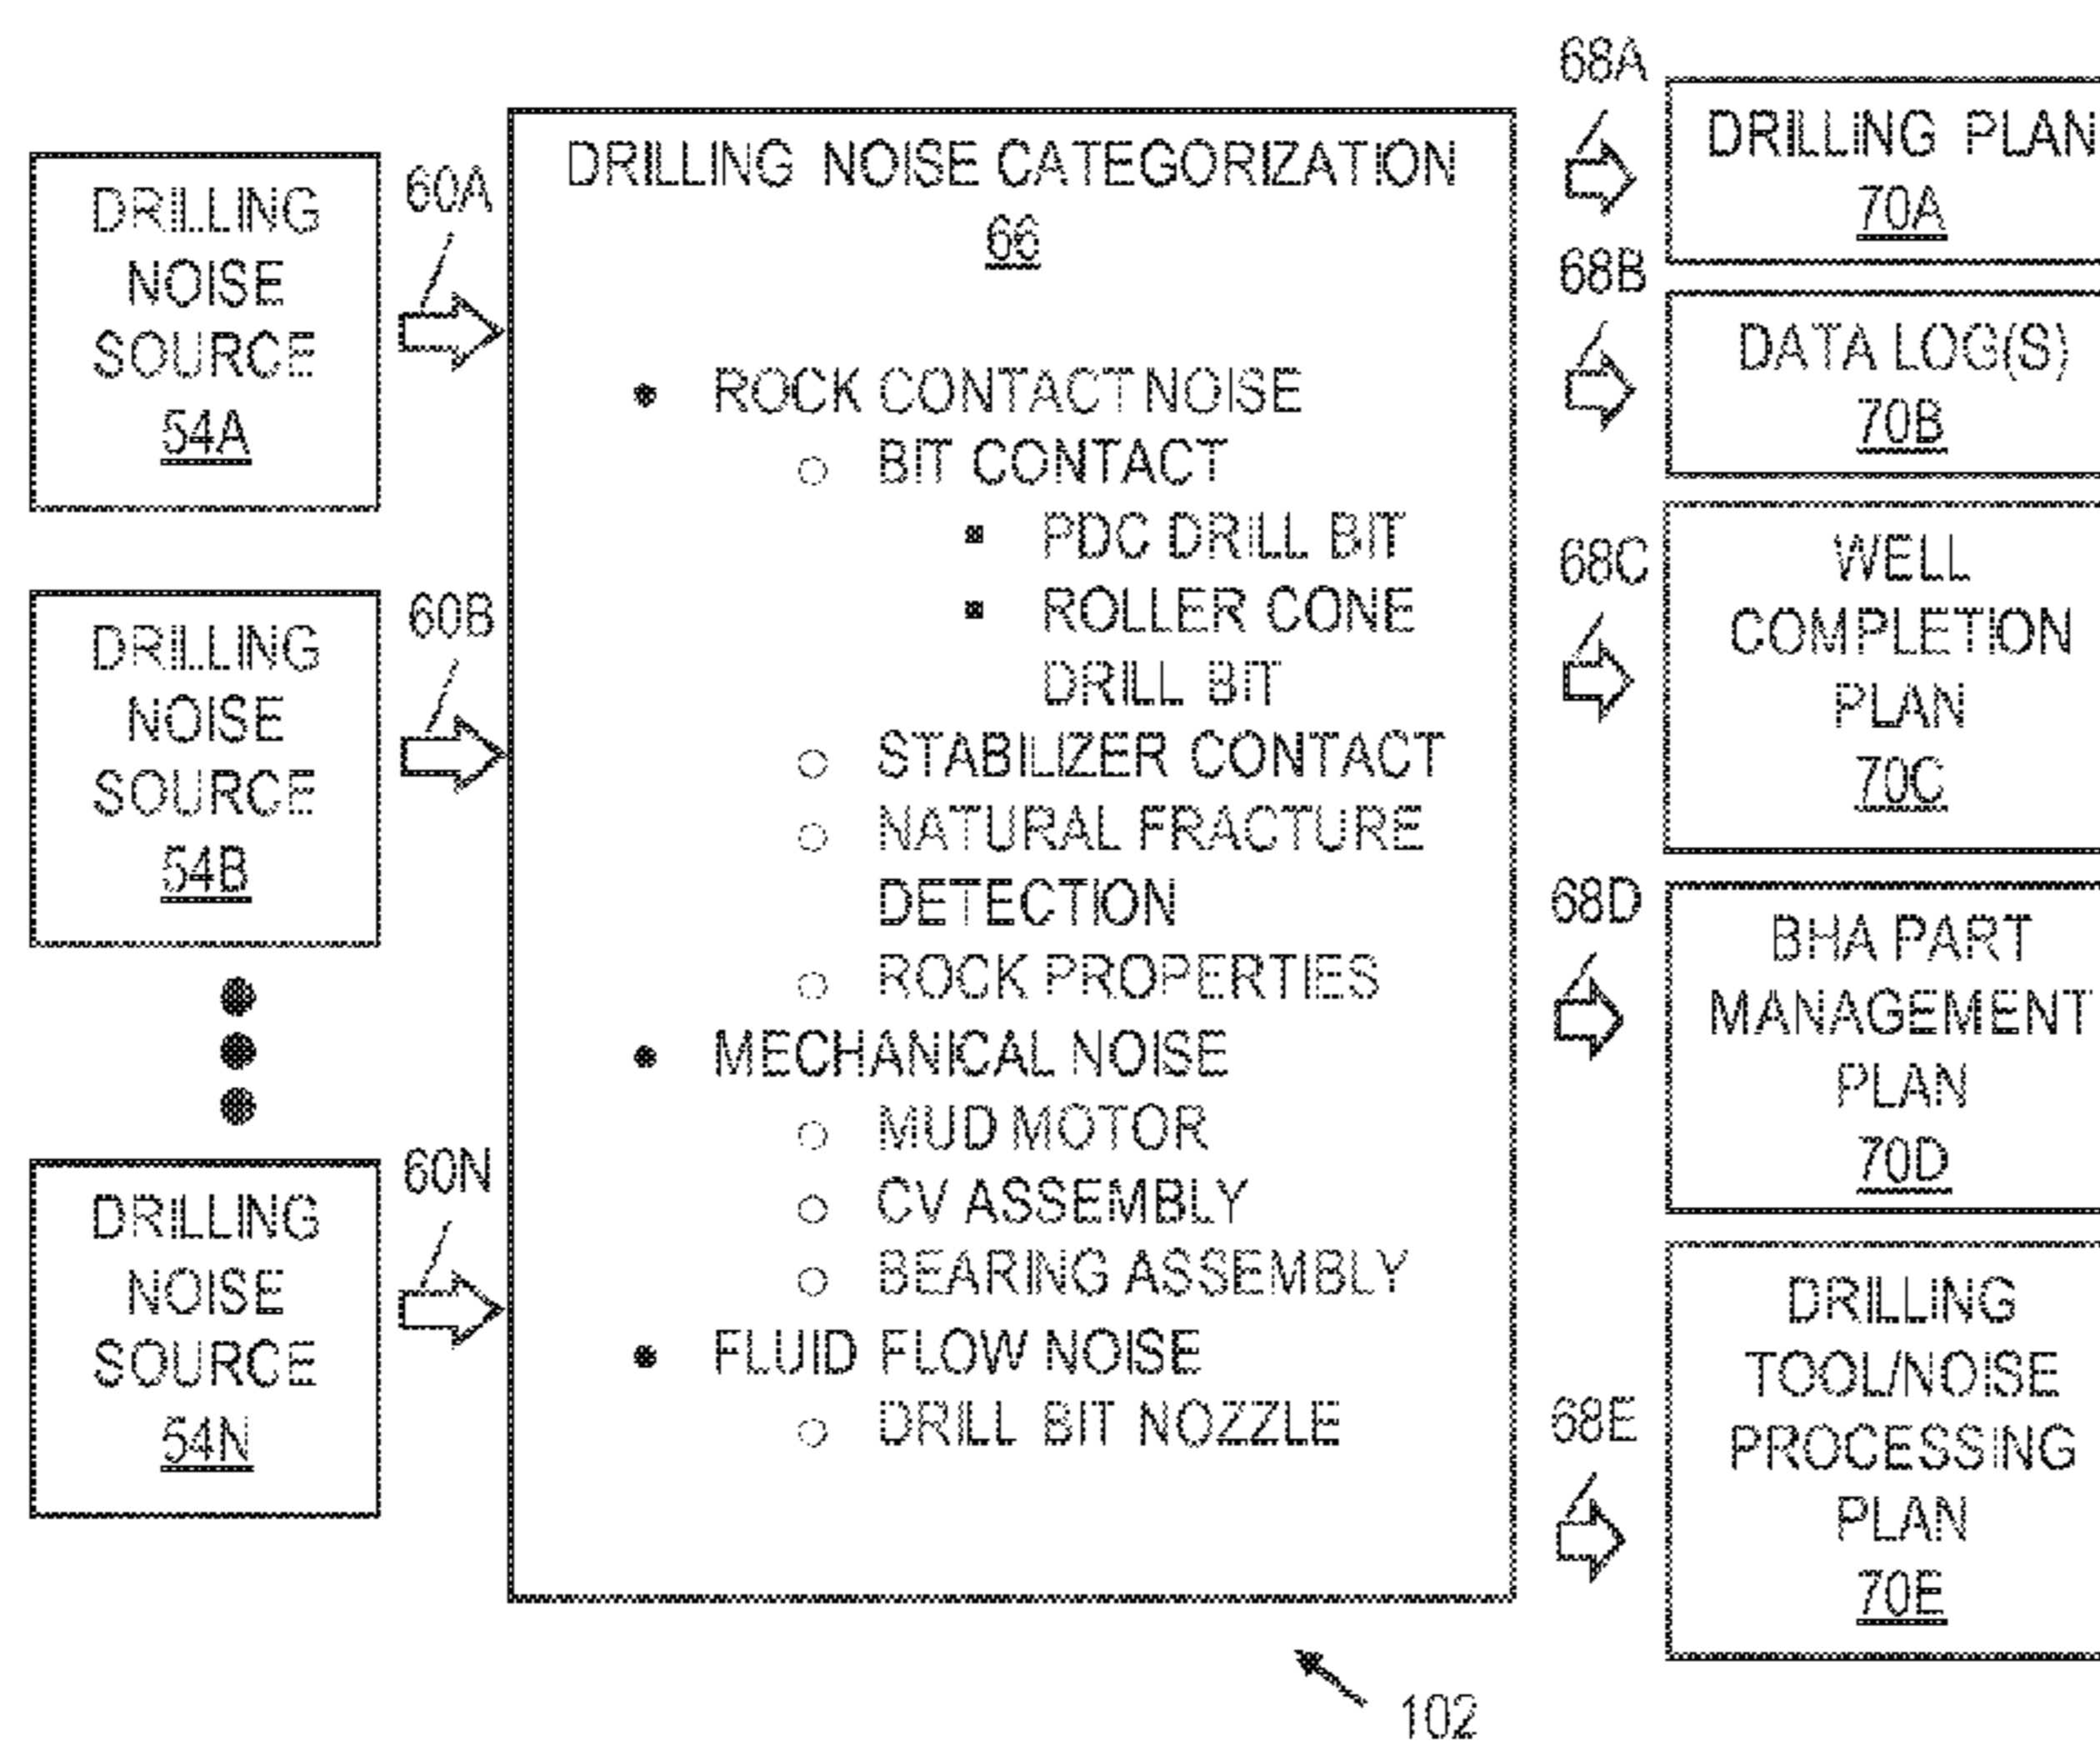 DRILLING
NOISE
SOURCE
54A
60A
DRILLING
NOISE
SOURCE
54B
60B
DRILLING
NOISE
SOURCE
54N
60N
DRILLING NOISE CATEGORIZATION
66
• ROCK CONTACT NOISE
○ BIT CONTACT
▪ PDC DRILL BIT
▪ ROLLER CONE
DRILL BIT
○ STABILIZER CONTACT
○ NATURAL FRACTURE
DETECTION
○ ROCK PROPERTIES
• MECHANICAL NOISE
○ MUD MOTOR
○ CV ASSEMBLY
○ BEARING ASSEMBLY
• FLUID FLOW NOISE
○ DRILL BIT NOZZLE
68A
DRILLING PLAN
70A
68B
DATA LOG(S)
70B
68C
WELL
COMPLETION
PLAN
70C
68D
BHA PART
MANAGEMENT
PLAN
70D
68E
DRILLING
TOOL/NOISE
PROCESSING
PLAN
70E
102